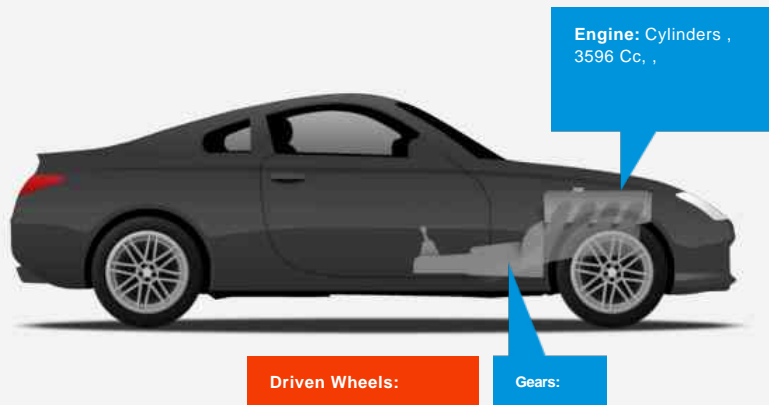 Engine: Cylinders ,
3596 Cc, ,
Driven Wheels:
Gears: